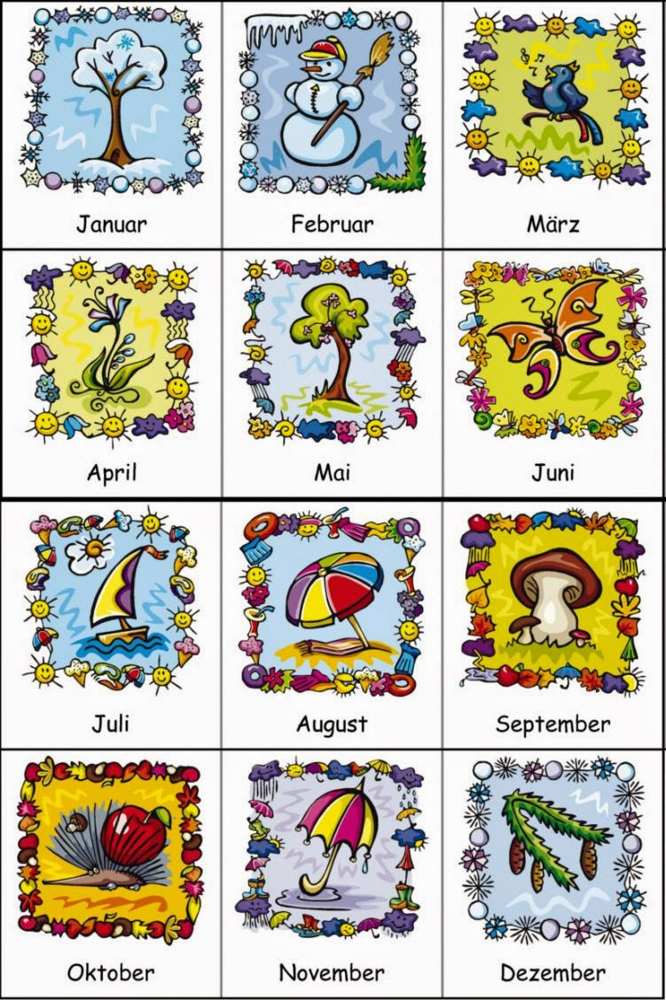 Januar
Februar
März
April
Mai
Juni
Juli
August
September
Oktober
November
Dezember